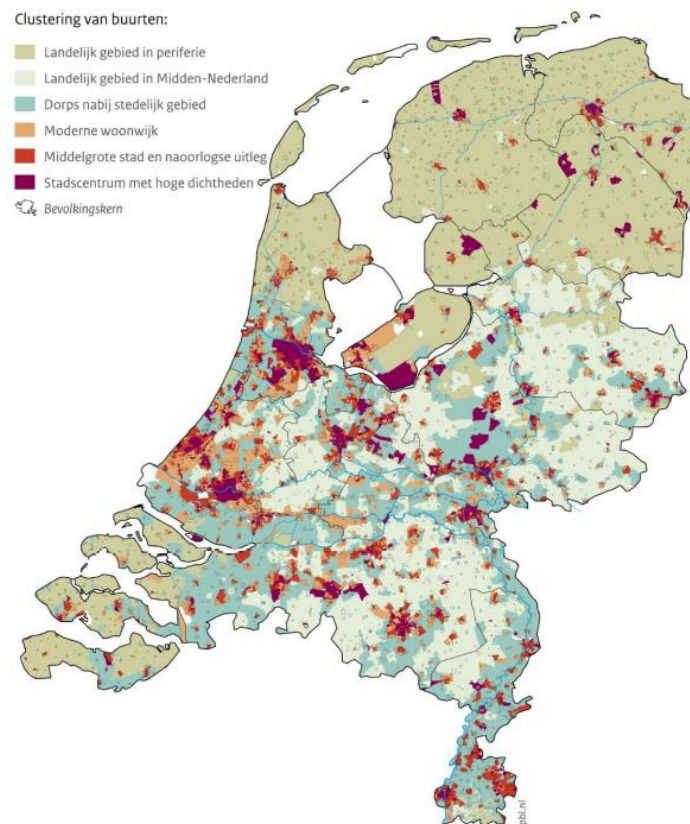 Clustering van buurten:
Landelijk gebied in periferie
Landelijk gebied in Midden-Nederland
Dorps nabij stedelijk gebied
Moderne woonwijk
Middelgrote stad en naoorlogse uitleg
Stadscentrum met hoge dichtheden
Bevolkingskern
pbl.nl